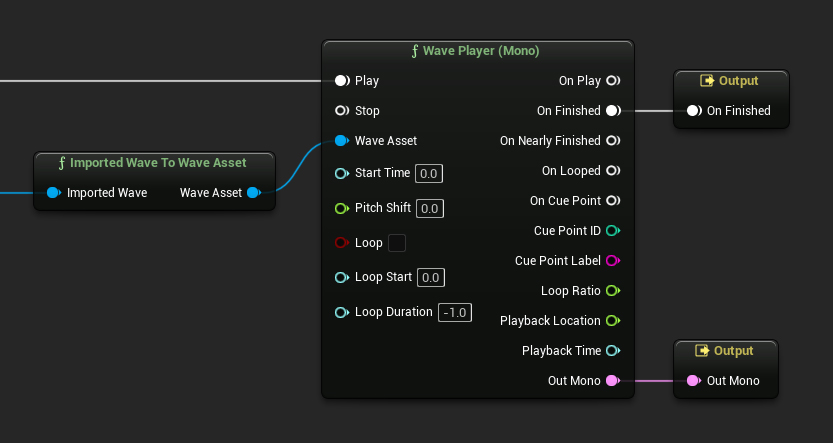 Wave Player (Mono)
Play
On Play
Stop
On Finished
Wave Asset
On Nearly Finished
Start Time 0.0
On Looped
Pitch Shift 0.0
On Cue Point
Loop
Cue Point ID
Loop Start 0.0
Cue Point Label
Loop Duration -1.0
Loop Ratio
Playback Location
Playback Time
Out Mono
Imported Wave To Wave Asset
Imported Wave
Wave Asset
Output
On Finished
Output
Out Mono